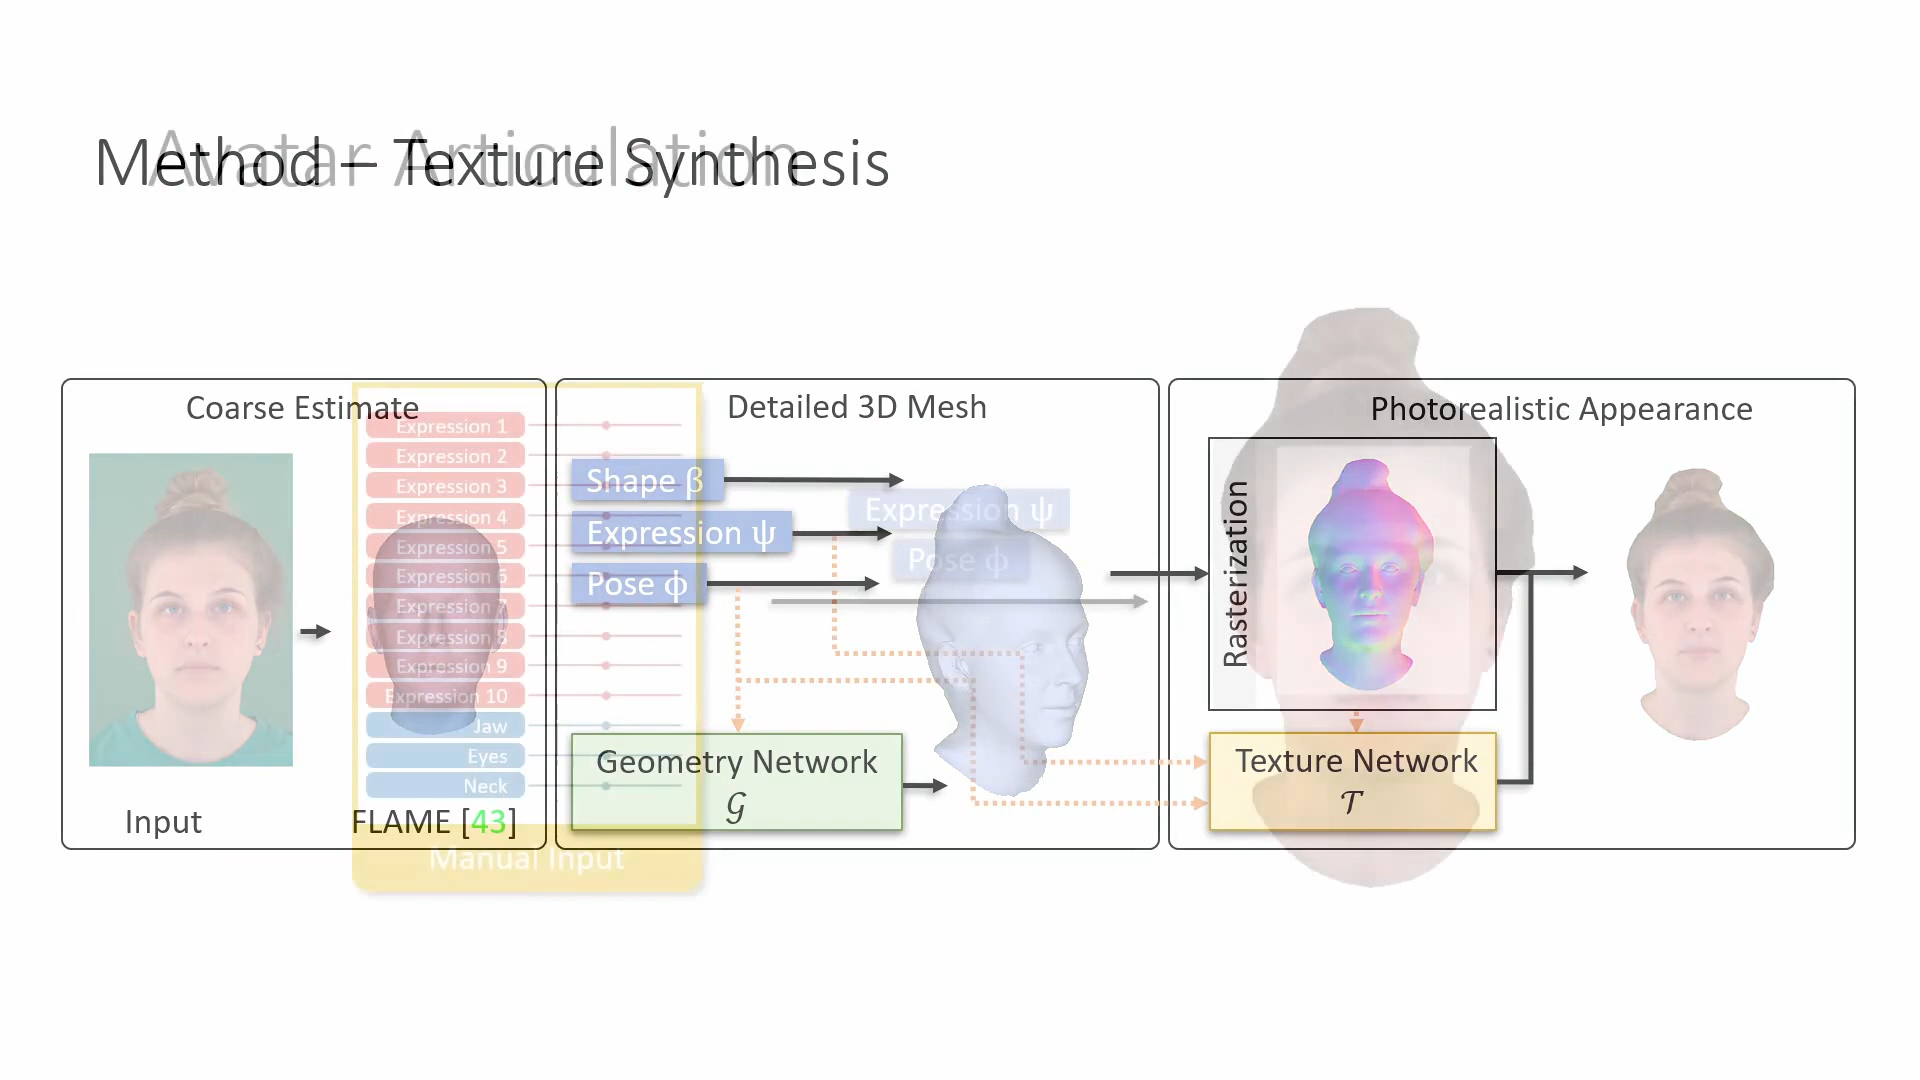 Method – Texture Synthesis
Avatar Articulation
Coarse Estimate
Input
FLAME [43]
Expression 1
Expression 2
Expression 3
Expression 4
Expression 5
Expression 6
Expression 7
Expression 8
Expression 9
Expression 10
Jaw
Eyes
Neck
Manual Input
Detailed 3D Mesh
Shape β
Expression ψ
Pose ϕ
Expression ψ
Pose ϕ
Geometry Network
𝒢
Photorealistic Appearance
Rasterization
Texture Network
𝒯